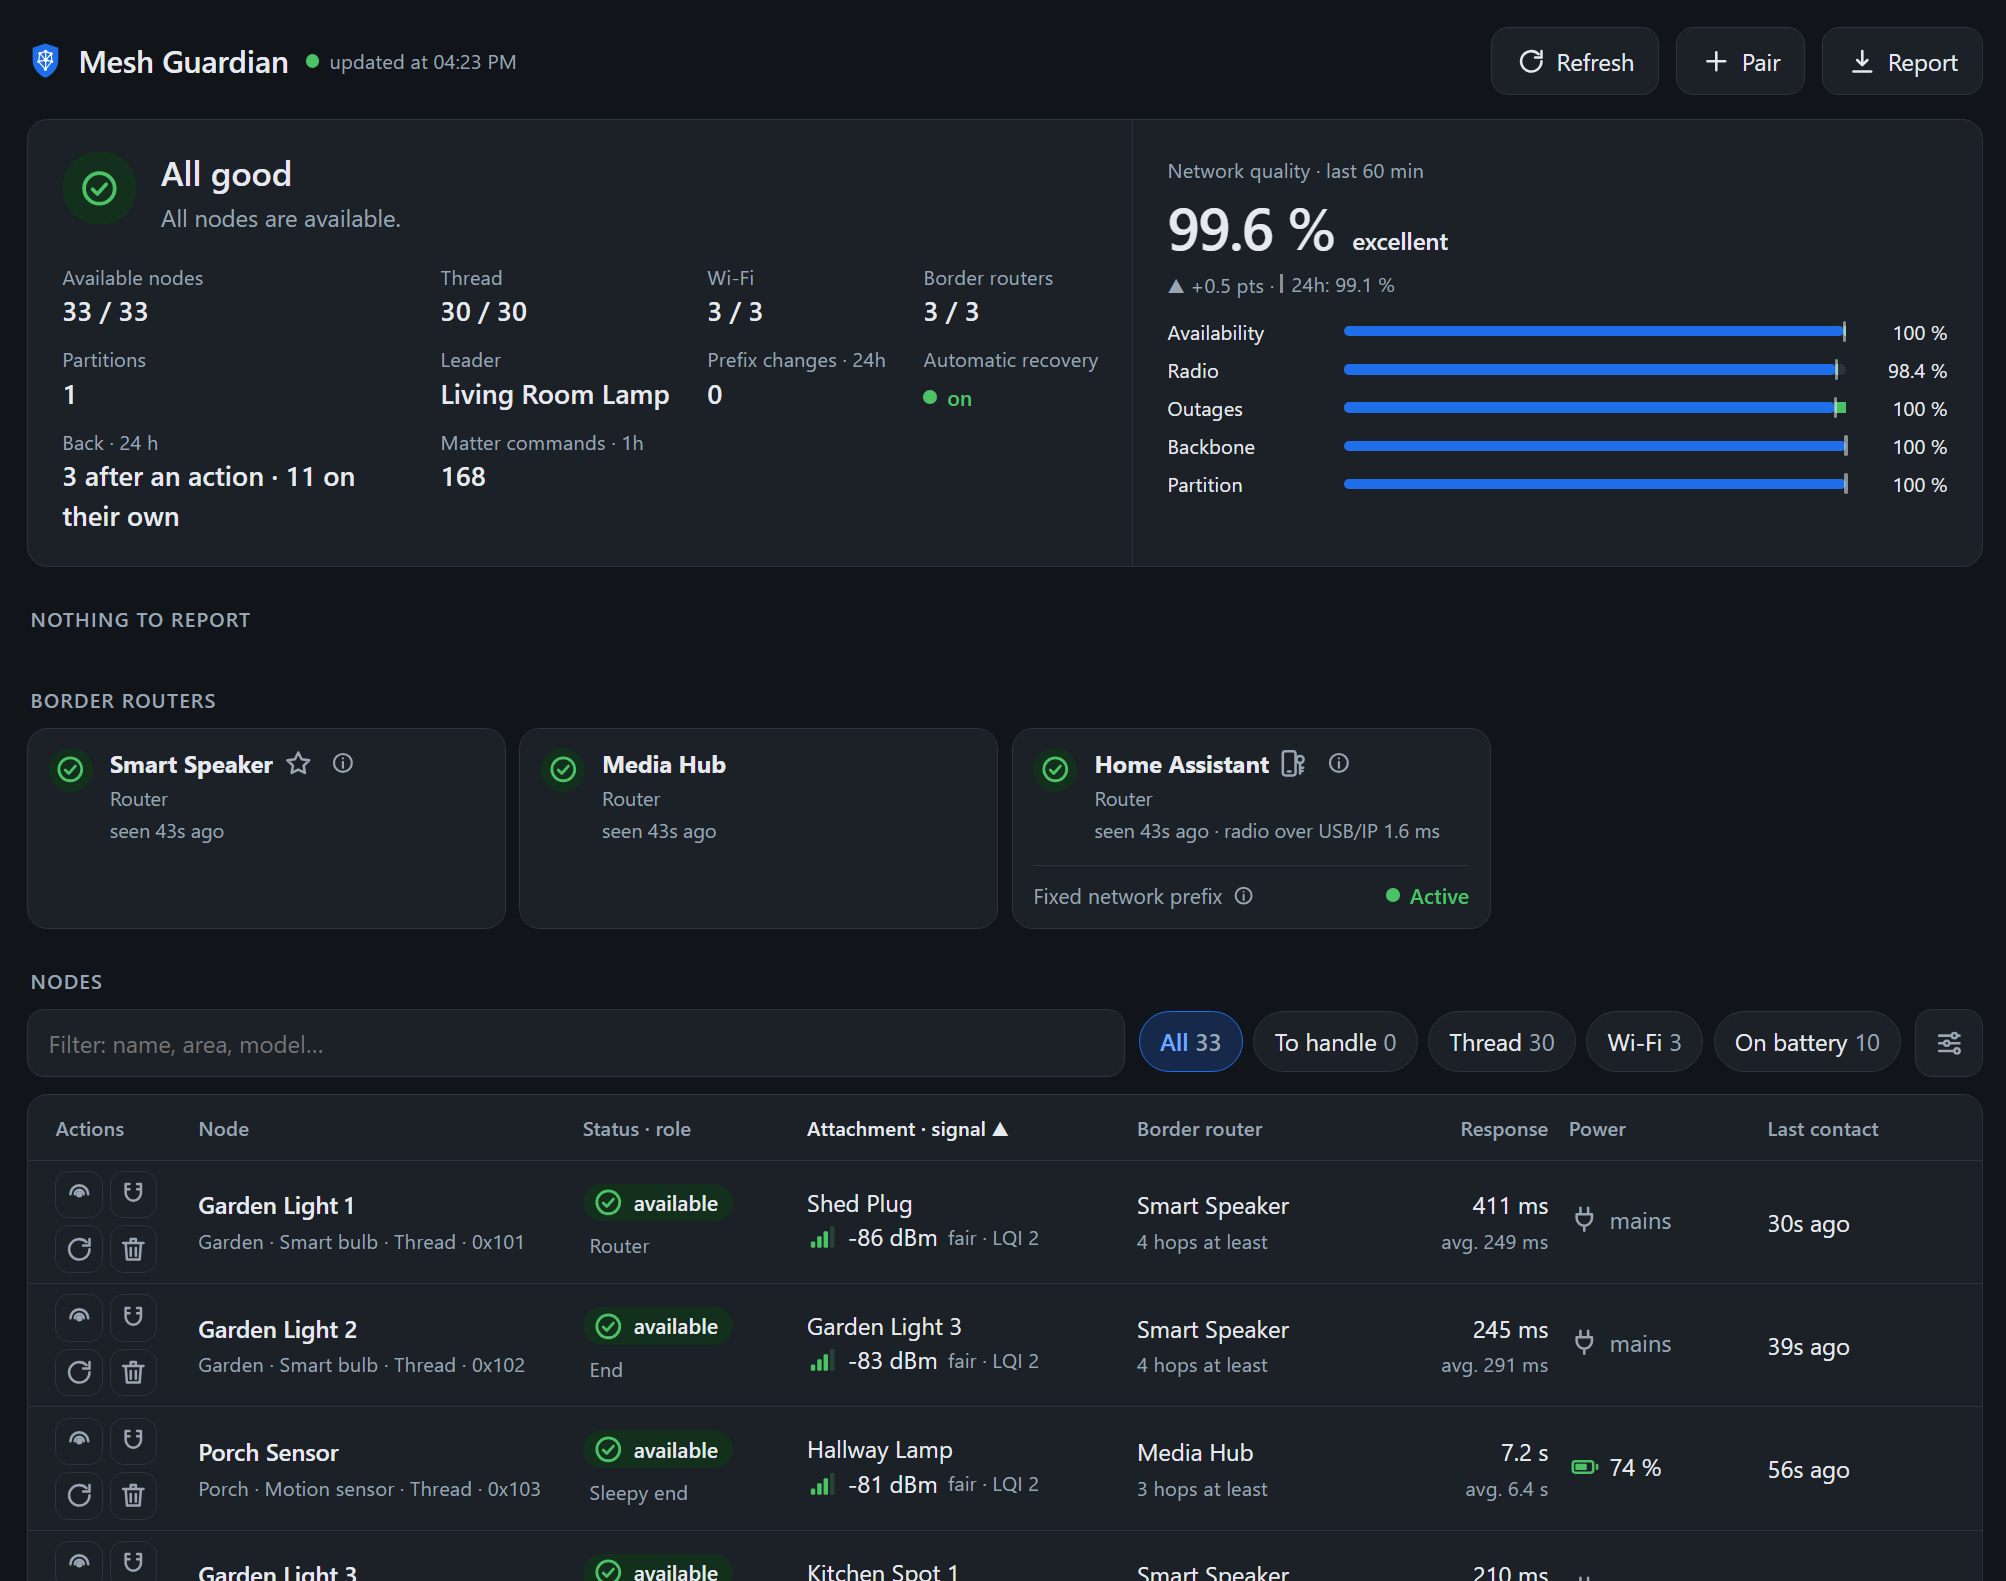 Mesh Guardian
updated at 04:23 PM
Refresh
Pair
Report
All good
All nodes are available.
Available nodes
33 / 33
Thread
30 / 30
Wi-Fi
3 / 3
Border routers
3 / 3
Partitions
1
Leader
Living Room Lamp
Prefix changes · 24h
0
Automatic recovery
on
Back · 24 h
3 after an action · 11 on
their own
Matter commands · 1h
168
Network quality · last 60 min
99.6 % excellent
▲ +0.5 pts · 24h: 99.1 %
Availability 100 %
Radio 98.4 %
Outages 100 %
Backbone 100 %
Partition 100 %
NOTHING TO REPORT
BORDER ROUTERS
Smart Speaker
Router
seen 43s ago
Media Hub
Router
seen 43s ago
Home Assistant
Router
seen 43s ago · radio over USB/IP 1.6 ms
Fixed network prefix
Active
NODES
Filter: name, area, model...
All 33
To handle 0
Thread 30
Wi-Fi 3
On battery 10
Actions
Node
Status · role
Attachment · signal ▲
Border router
Response
Power
Last contact
Garden Light 1
Garden · Smart bulb · Thread · 0x101
available
Router
Shed Plug
-86 dBm fair · LQI 2
Smart Speaker
4 hops at least
411 ms
avg. 249 ms
mains
30s ago
Garden Light 2
Garden · Smart bulb · Thread · 0x102
available
End
Garden Light 3
-83 dBm fair · LQI 2
Smart Speaker
4 hops at least
245 ms
avg. 291 ms
mains
39s ago
Porch Sensor
Porch · Motion sensor · Thread · 0x103
available
Sleepy end
Hallway Lamp
-81 dBm fair · LQI 2
Media Hub
3 hops at least
7.2 s
avg. 6.4 s
74 %
56s ago
Garden Light 3
available
Kitchen Spot 1
Smart Speaker
210 ms